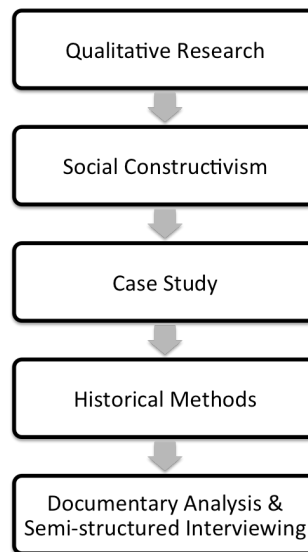 Qualitative Research
Social Constructivism
Case Study
Historical Methods
Documentary Analysis &
Semi-structured Interviewing